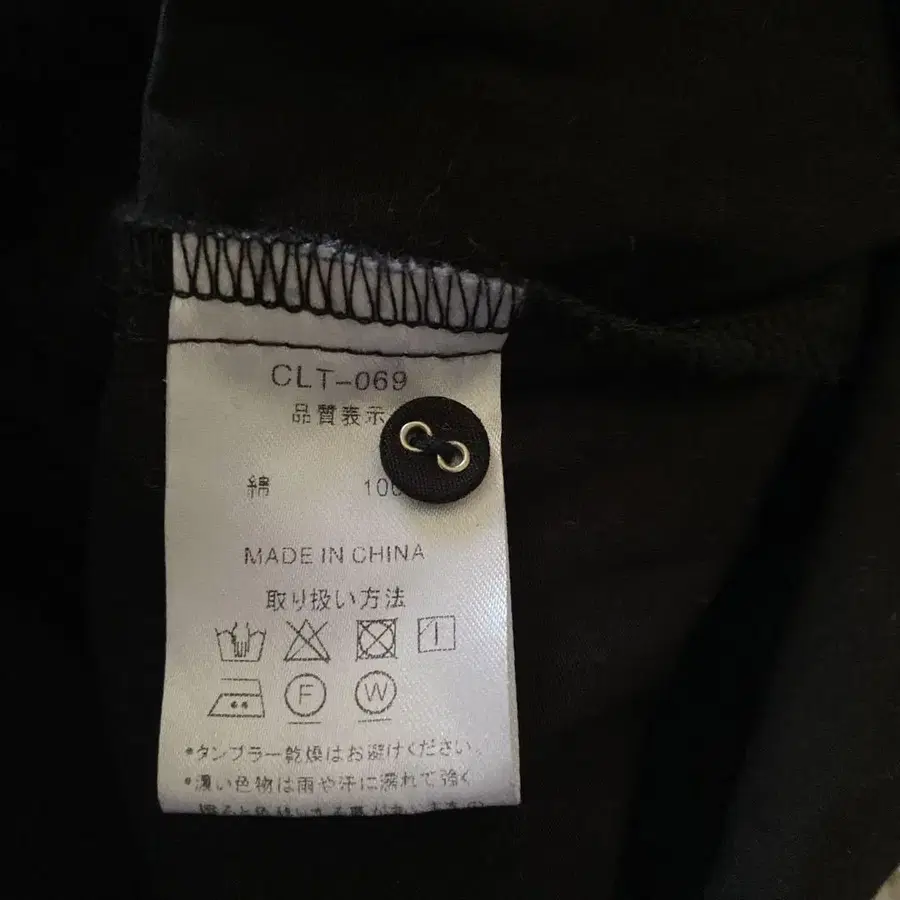 CLT-069
品質表示
綿 10
MADE IN CHINA
取り扱い方法
F W
*タンブラー乾燥はお避けください。
*濃い色物は雨や汗に濡れて強く